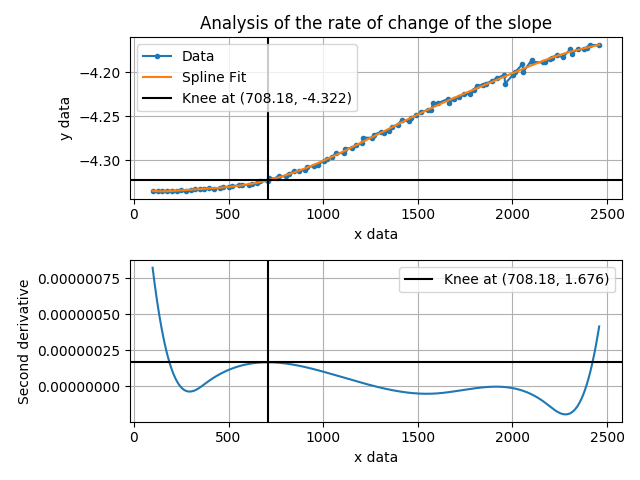 Analysis of the rate of change of the slope
Data
Spline Fit
Knee at (708.18, -4.322)
−4.20
−4.25
−4.30
y data
0
500
1000
1500
2000
2500
x data
Knee at (708.18, 1.676)
0.00000075
0.00000050
0.00000025
0.00000000
Second derivative
0
500
1000
1500
2000
2500
x data